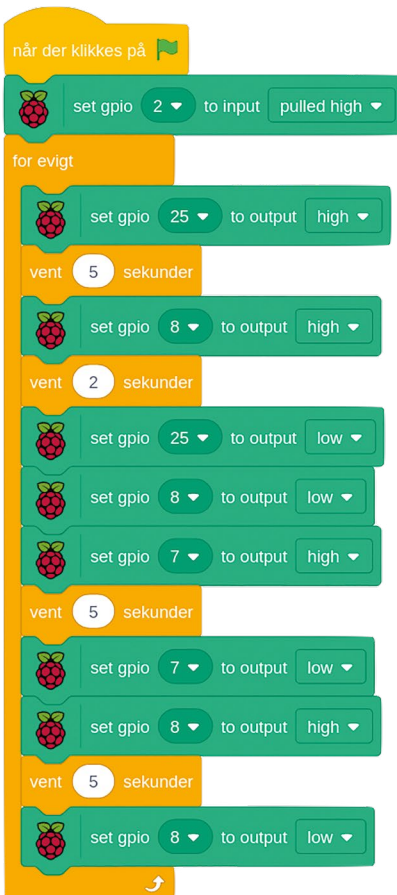 når der klikkes på
set gpio 2 to input pulled high
for evigt
set gpio 25 to output high
vent 5 sekunder
set gpio 8 to output high
vent 2 sekunder
set gpio 25 to output low
set gpio 8 to output low
set gpio 7 to output high
vent 5 sekunder
set gpio 7 to output low
set gpio 8 to output high
vent 5 sekunder
set gpio 8 to output low